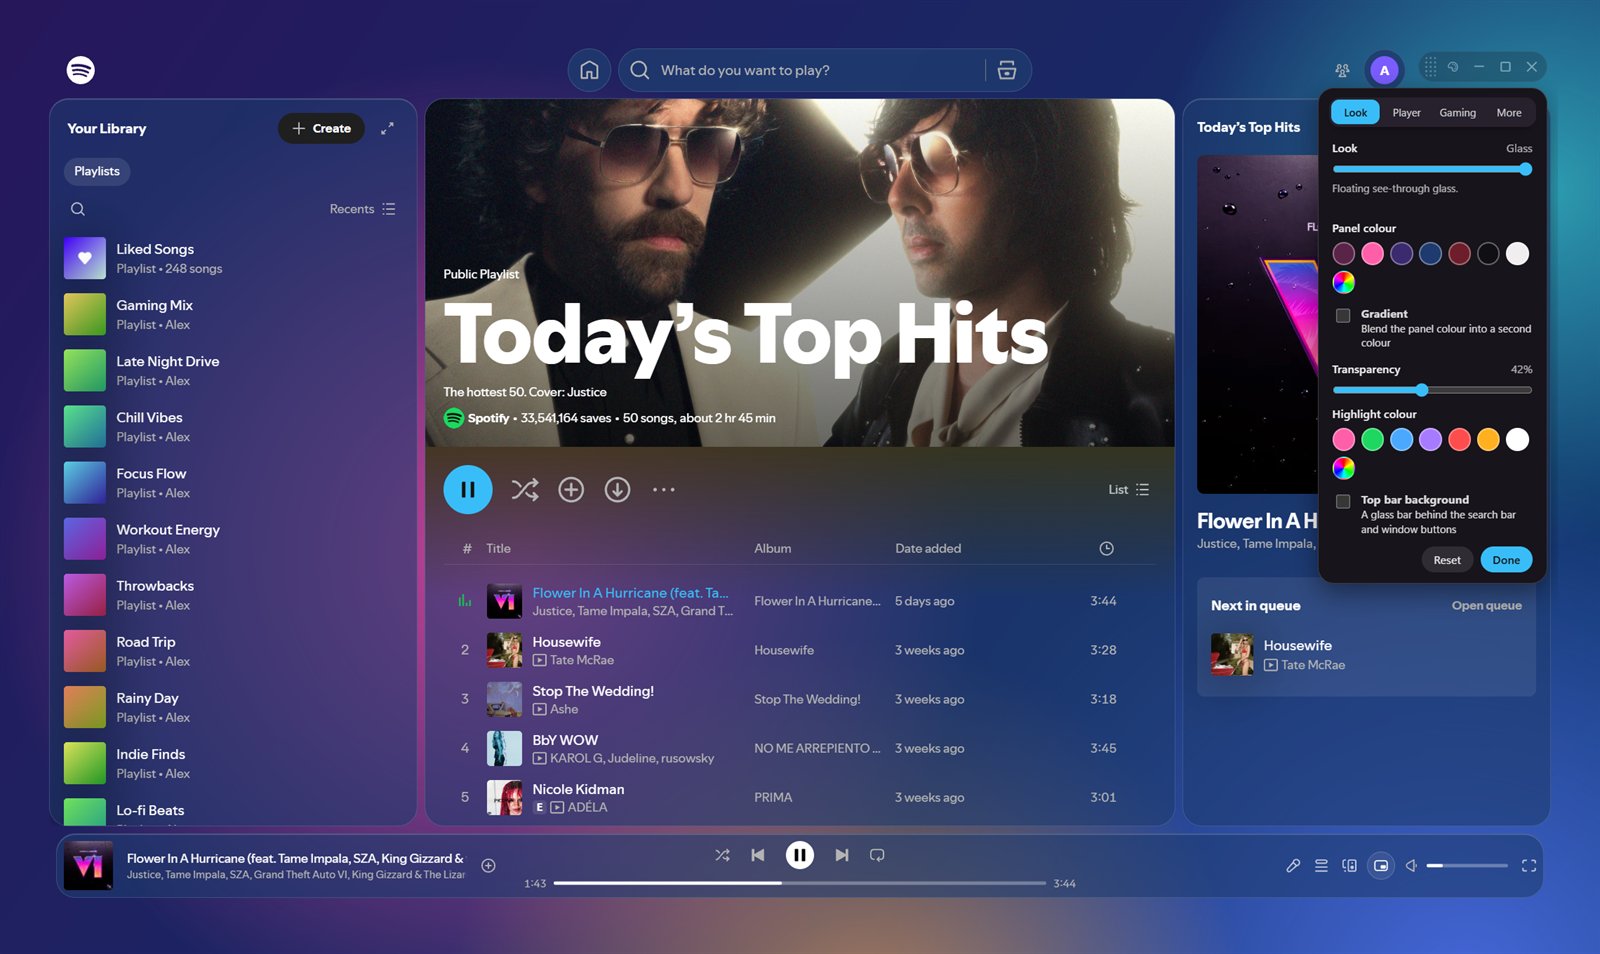 What do you want to play?
A
Your Library
Create
Playlists
Recents
Liked Songs
Playlist • 248 songs
Gaming Mix
Playlist • Alex
Late Night Drive
Playlist • Alex
Chill Vibes
Playlist • Alex
Focus Flow
Playlist • Alex
Workout Energy
Playlist • Alex
Throwbacks
Playlist • Alex
Road Trip
Playlist • Alex
Rainy Day
Playlist • Alex
Indie Finds
Playlist • Alex
Lo-fi Beats
Public Playlist
Today's Top Hits
The hottest 50. Cover: Justice
Spotify • 33,541,164 saves • 50 songs, about 2 hr 45 min
List
# Title Album Date added
Flower In A Hurricane (feat. Ta...
Justice, Tame Impala, SZA, Grand T...
Flower In A Hurricane... 5 days ago 3:44
2 Housewife
Tate McRae
Housewife 3 weeks ago 3:28
3 Stop The Wedding!
Ashe
Stop The Wedding! 3 weeks ago 3:18
4 BbY WOW
KAROL G, Judeline, rusowsky
NO ME ARREPIENTO ... 3 weeks ago 3:45
5 Nicole Kidman
E ADÉLA
PRIMA 3 weeks ago 3:01
Today's Top Hits
FL
Flower In A H
Justice, Tame Impala,
Next in queue Open queue
Housewife
Tate McRae
Look Player Gaming More
Look Glass
Floating see-through glass.
Panel colour
Gradient
Blend the panel colour into a second
colour
Transparency 42%
Highlight colour
Top bar background
A glass bar behind the search bar
and window buttons
Reset Done
VI
Flower In A Hurricane (feat. Tame Impala, SZA, King Gizzard &
Justice, Tame Impala, SZA, Grand Theft Auto VI, King Gizzard & The Lizar
1:43 3:44